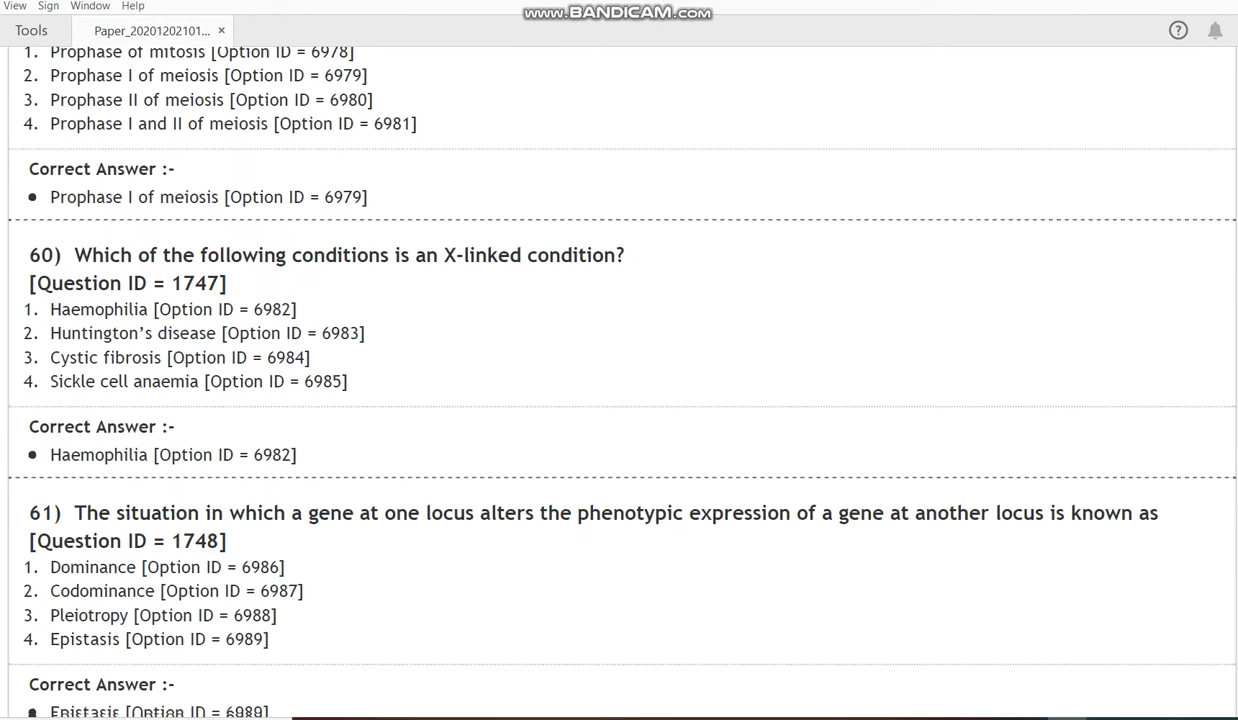 View Sign Window Help
www.BANDICAM.com
Tools Paper_20201202101... ×
1. Prophase of mitosis [Option ID = 6978]
2. Prophase I of meiosis [Option ID = 6979]
3. Prophase II of meiosis [Option ID = 6980]
4. Prophase I and II of meiosis [Option ID = 6981]
Correct Answer :-
• Prophase I of meiosis [Option ID = 6979]
60) Which of the following conditions is an X-linked condition?
[Question ID = 1747]
1. Haemophilia [Option ID = 6982]
2. Huntington’s disease [Option ID = 6983]
3. Cystic fibrosis [Option ID = 6984]
4. Sickle cell anaemia [Option ID = 6985]
Correct Answer :-
• Haemophilia [Option ID = 6982]
61) The situation in which a gene at one locus alters the phenotypic expression of a gene at another locus is known as
[Question ID = 1748]
1. Dominance [Option ID = 6986]
2. Codominance [Option ID = 6987]
3. Pleiotropy [Option ID = 6988]
4. Epistasis [Option ID = 6989]
Correct Answer :-
• Epistasis [Option ID = 6989]